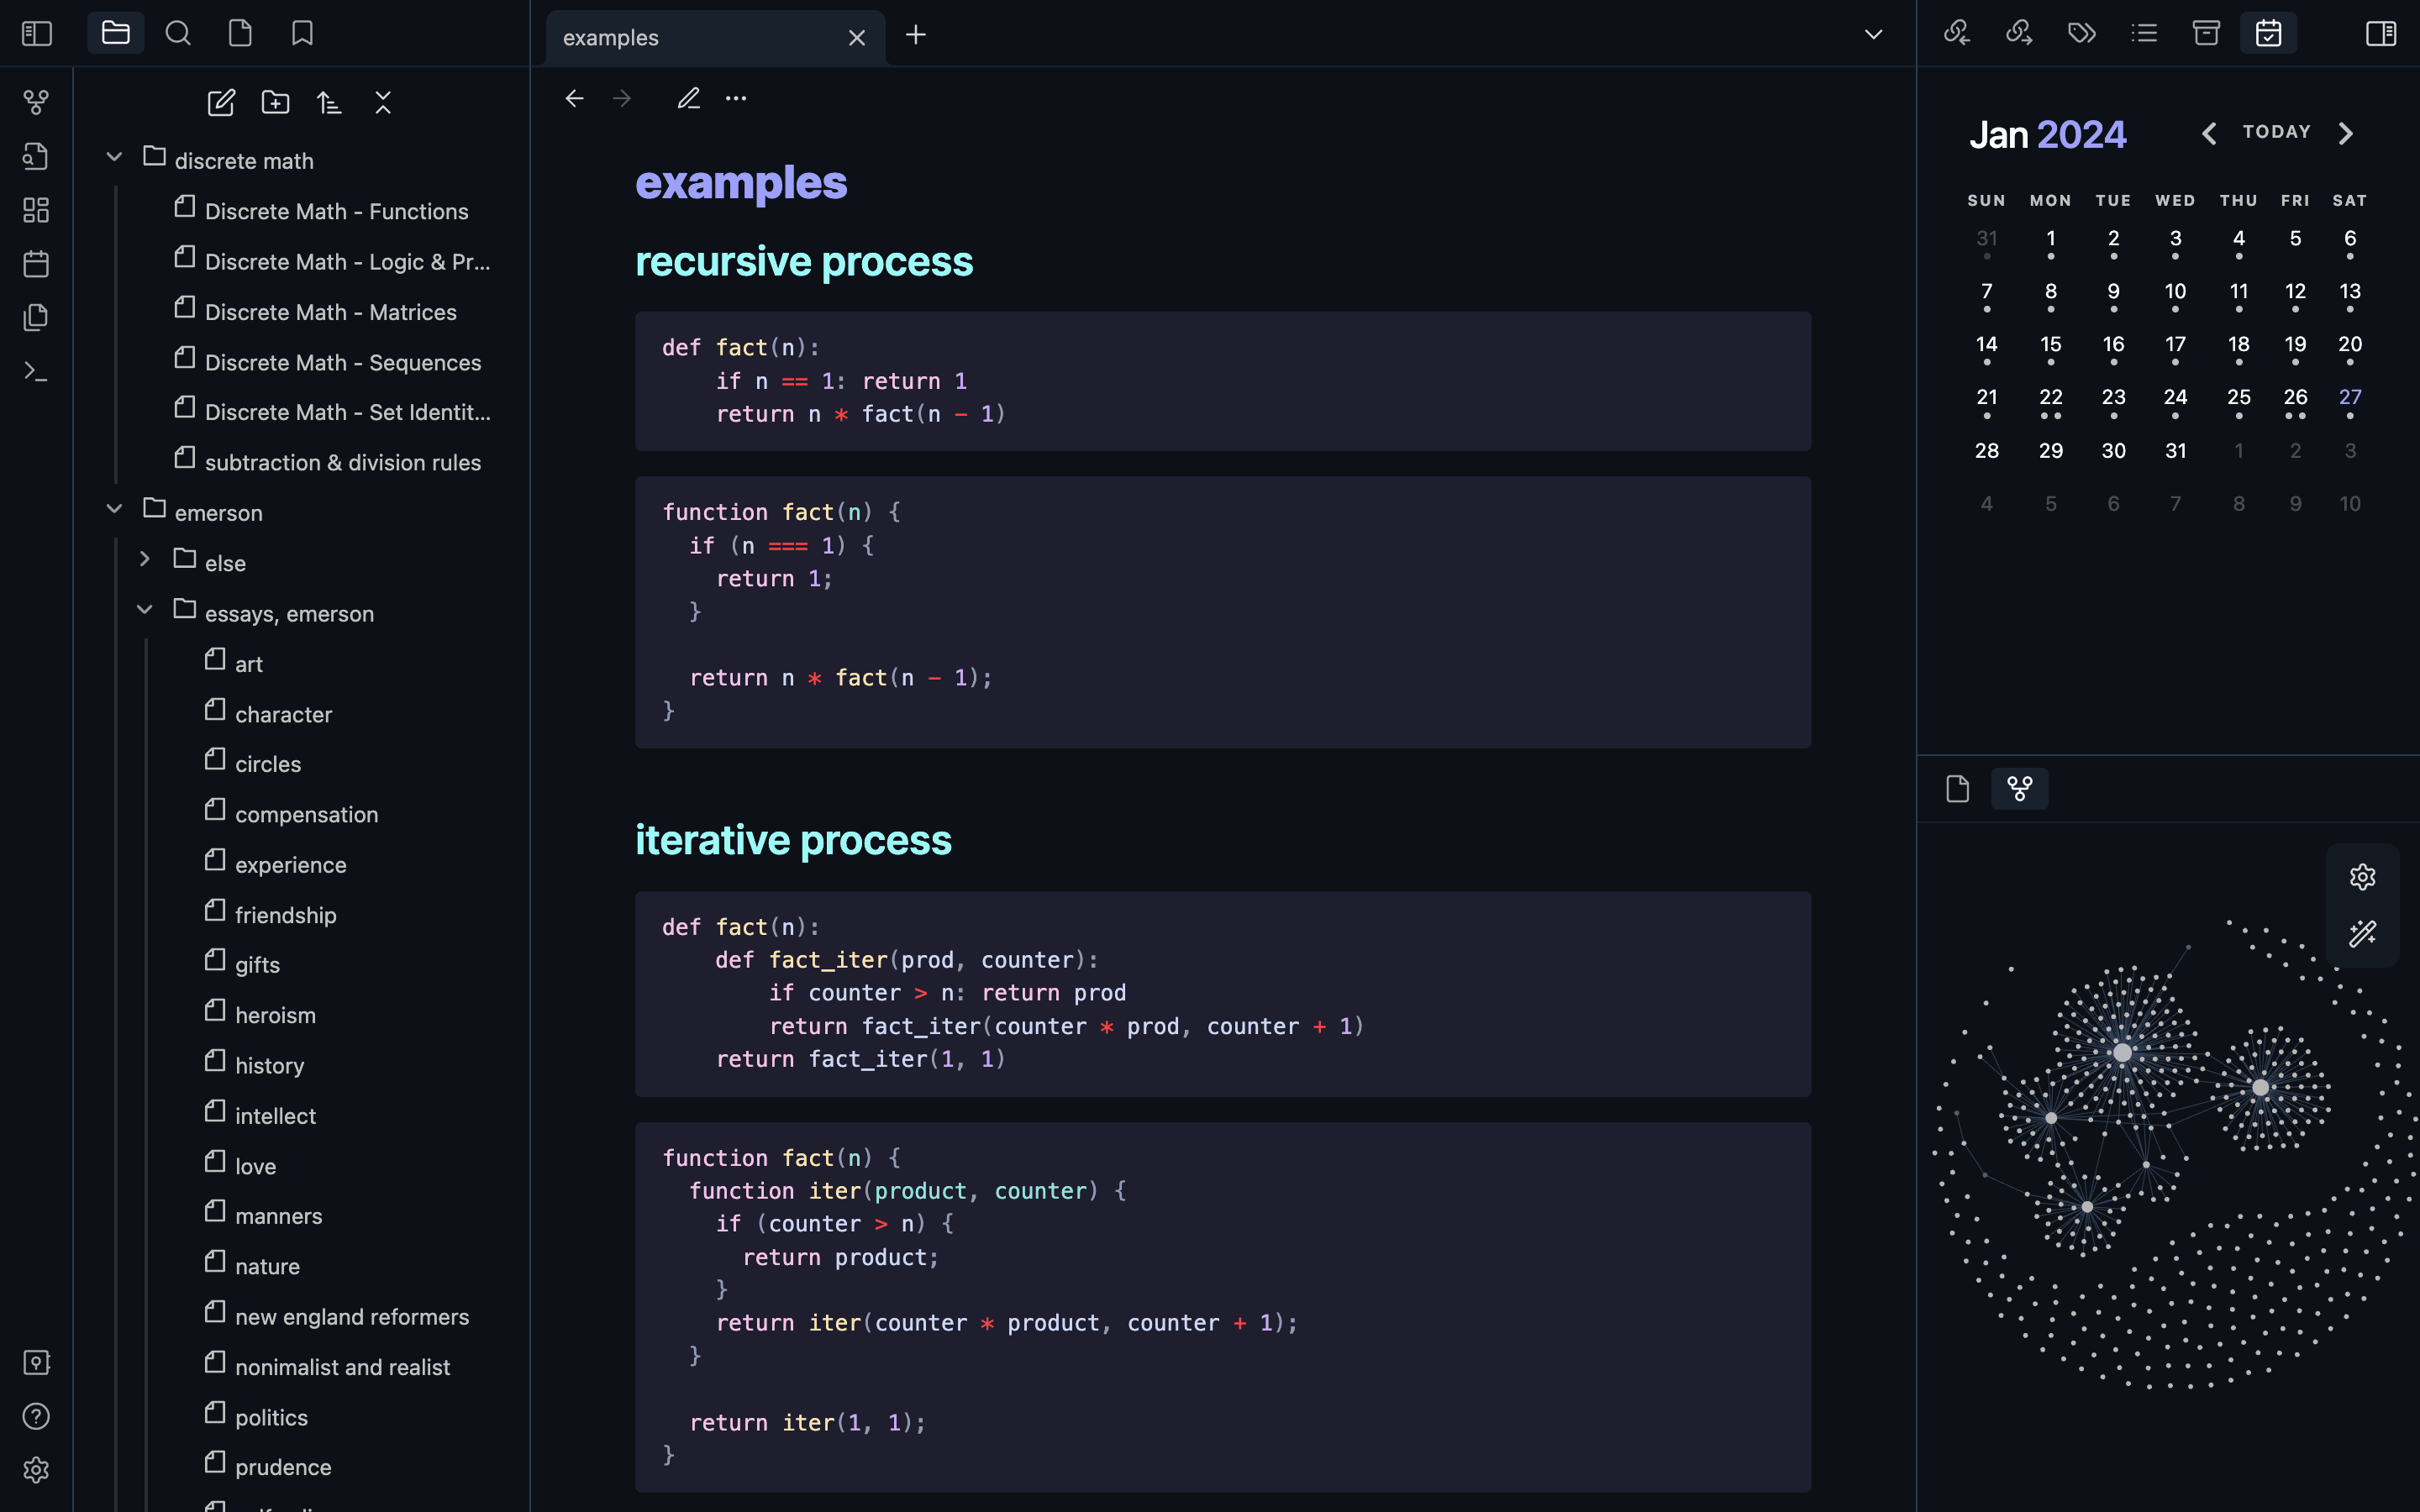 examples
discrete math
Discrete Math - Functions
Discrete Math - Logic & Pr...
Discrete Math - Matrices
Discrete Math - Sequences
Discrete Math - Set Identit...
subtraction & division rules
emerson
else
essays, emerson
art
character
circles
compensation
experience
friendship
gifts
heroism
history
intellect
love
manners
nature
new england reformers
nonimalist and realist
politics
prudence
examples
recursive process
def fact(n):
    if n == 1: return 1
    return n * fact(n - 1)
function fact(n) {
  if (n === 1) {
    return 1;
  }
  return n * fact(n - 1);
}
iterative process
def fact(n):
    def fact_iter(prod, counter):
        if counter > n: return prod
        return fact_iter(counter * prod, counter + 1)
    return fact_iter(1, 1)
function fact(n) {
  function iter(product, counter) {
    if (counter > n) {
      return product;
    }
    return iter(counter * product, counter + 1);
  }
  return iter(1, 1);
}
Jan 2024 TODAY
SUN MON TUE WED THU FRI SAT
31 1 2 3 4 5 6
7 8 9 10 11 12 13
14 15 16 17 18 19 20
21 22 23 24 25 26 27
28 29 30 31 1 2 3
4 5 6 7 8 9 10